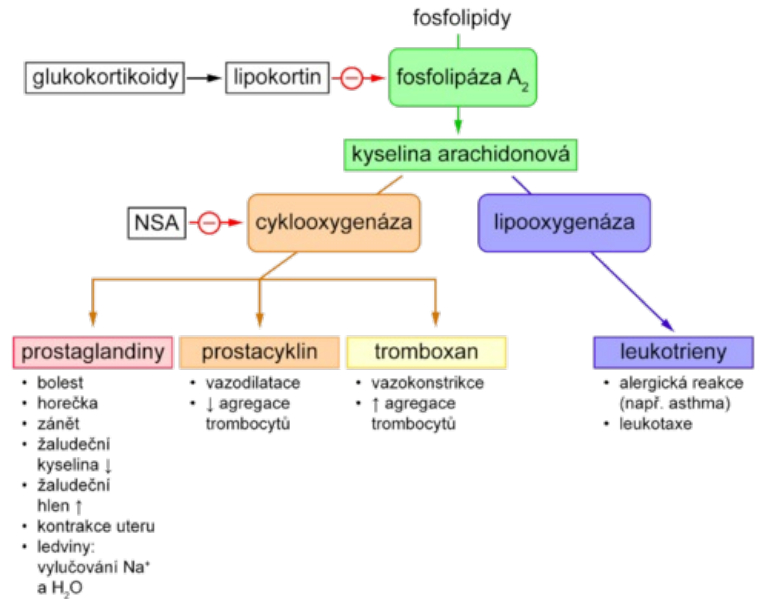 fosfolipidy
glukokortikoidy
lipokortin
fosfolipáza A₂
kyselina arachidonová
NSA
cyklooxygenáza
lipooxygenáza
prostaglandiny
• bolest
• horečka
• zánět
• žaludeční
kyselina ↓
• žaludeční
hlen ↑
• kontrakce uteru
• ledviny:
vylučování Na⁺
a H₂O
prostacyklin
• vazodilatace
• ↓ agregace
trombocytů
tromboxan
• vazokonstrikce
• ↑ agregace
trombocytů
leukotrieny
• alergická reakce
(např. asthma)
• leukotaxe